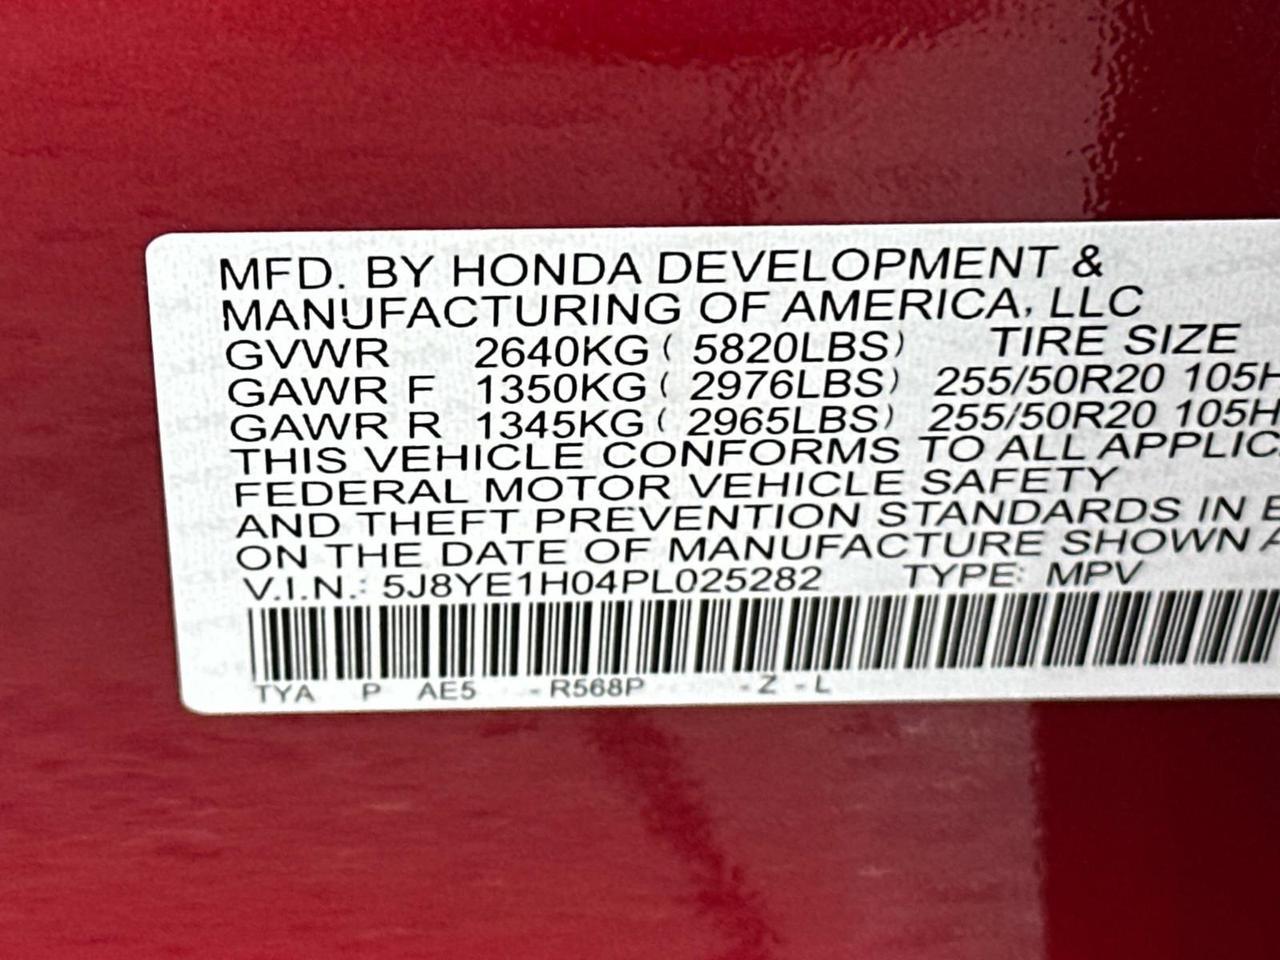 MFD. BY HONDA DEVELOPMENT &
MANUFACTURING OF AMERICA, LLC
GVWR 2640KG ( 5820LBS) TIRE SIZE
GAWR F 1350KG ( 2976LBS) 255/50R20 105H
GAWR R 1345KG ( 2965LBS) 255/50R20 105H
THIS VEHICLE CONFORMS TO ALL APPLIC
FEDERAL MOTOR VEHICLE SAFETY
AND THEFT PREVENTION STANDARDS IN E
ON THE DATE OF MANUFACTURE SHOWN A
V.I.N.: 5J8YE1H04PL025282 TYPE: MPV
TYA P AE5 - R568P - Z - L